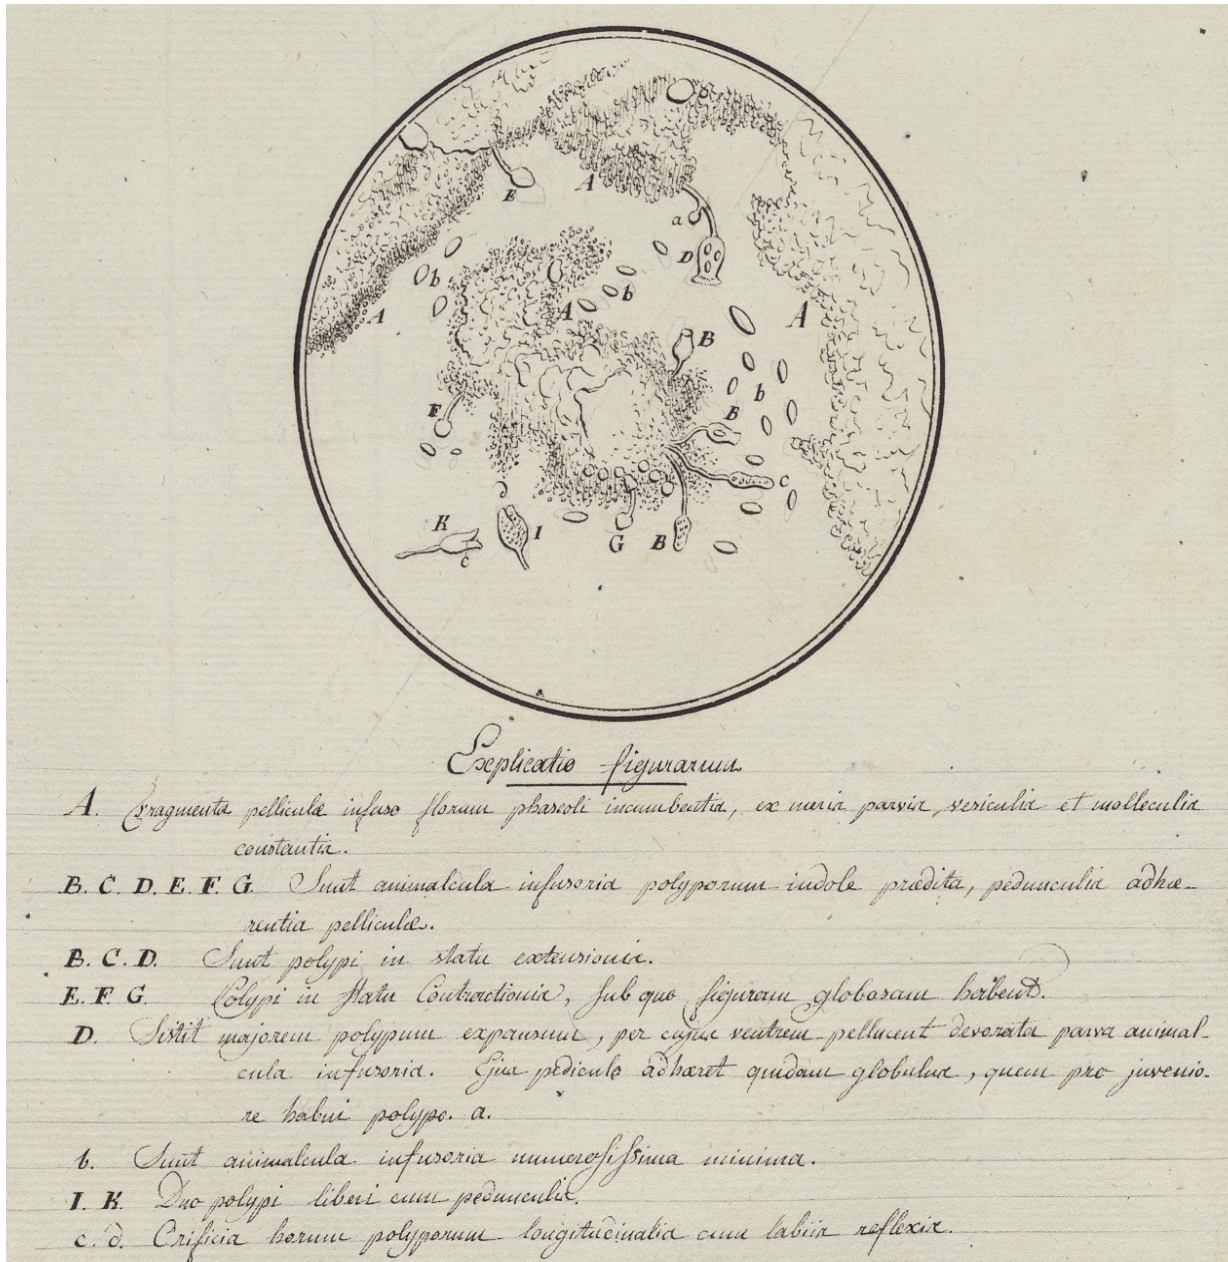 E
A
a
D
b
b
A
A
A
B
b
F
B
c
d
K
I
G
B
c
Explicatio figurarum
A. Fragmenta pelliculæ infuso florum phaseoli incumbentia, ex meris parvis, vesiculis et molleculis
constantia.
B. C. D. E. F. G. Sunt animalcula infusoria polyporum indole prædita, pedunculis adhæ-
rentia pelliculæ.
B. C. D. Sunt polypi in statu extensionis.
E. F. G. Polypi in statu Contractionis, sub quo figuram globosam habent.
D. Sistit majorem polypum expansum, per cujus ventrem pellucent devorata parva animal-
cula infusoria. Ejus pediculo adhæret quidam globulus, quem pro junio-
re habui polypo. a.
b. Sunt animalcula infusoria numerosissima minima.
I. K. Duo polypi liberi cum pedunculis.
c. d. Orificia horum polyporum longitudinalia cum labiis reflexis.